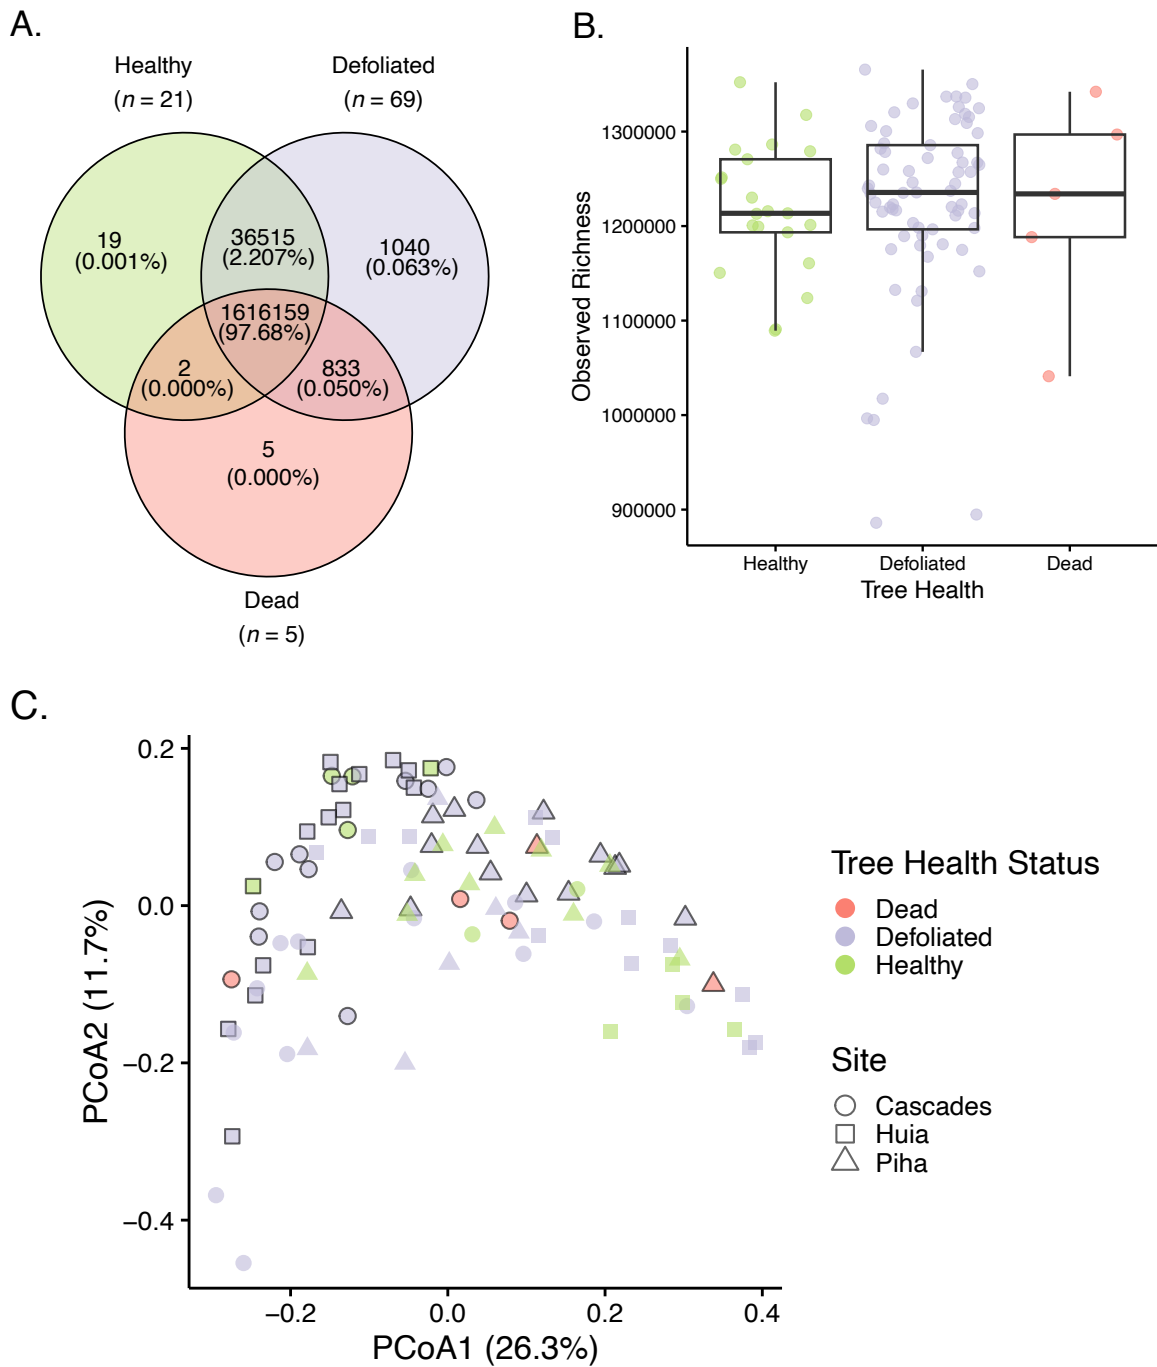 A.
Healthy
(n = 21)
Defoliated
(n = 69)
19
(0.001%)
36515
(2.207%)
1040
(0.063%)
1616159
(97.68%)
2
(0.000%)
833
(0.050%)
5
(0.000%)
Dead
(n = 5)
B.
Observed Richness
1300000
1200000
1100000
1000000
900000
Healthy
Defoliated
Dead
Tree Health
C.
PCoA2 (11.7%)
0.2
0.0
−0.2
−0.4
−0.2
0.0
0.2
0.4
PCoA1 (26.3%)
Tree Health Status
Dead
Defoliated
Healthy
Site
Cascades
Huia
Piha